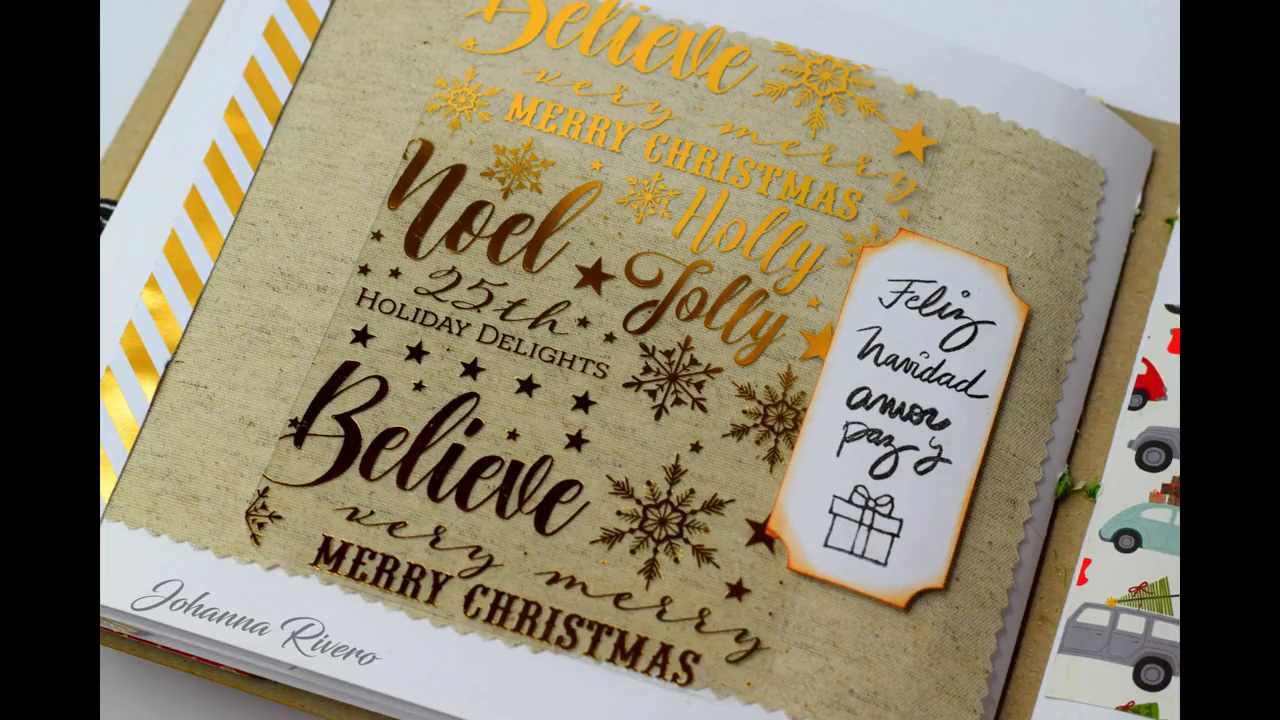 Believe
very merry
MERRY CHRISTMAS
Noel
Holly
Jolly
25th
HOLIDAY DELIGHTS
Believe
very merry
MERRY CHRISTMAS
Feliz
Navidad
amor
paz y
Johanna Rivero